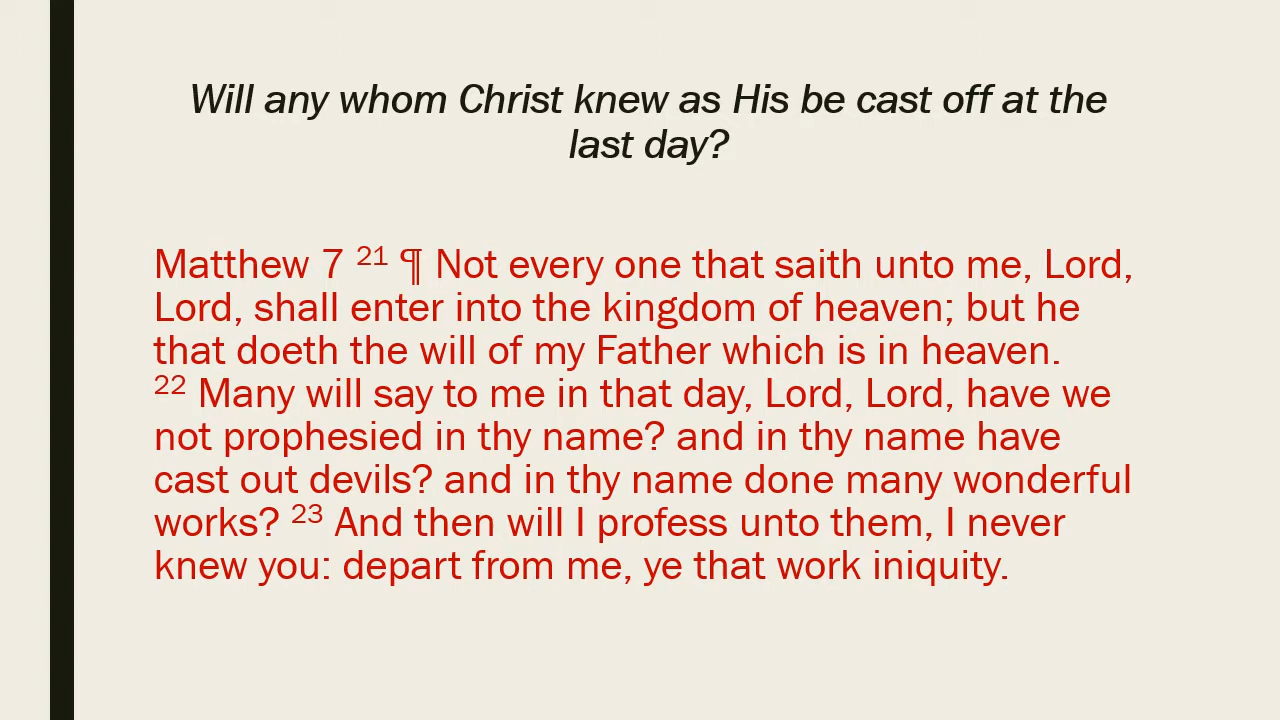 Will any whom Christ knew as His be cast off at the
last day?
Matthew 7 21 ¶ Not every one that saith unto me, Lord,
Lord, shall enter into the kingdom of heaven; but he
that doeth the will of my Father which is in heaven.
22 Many will say to me in that day, Lord, Lord, have we
not prophesied in thy name? and in thy name have
cast out devils? and in thy name done many wonderful
works? 23 And then will I profess unto them, I never
knew you: depart from me, ye that work iniquity.